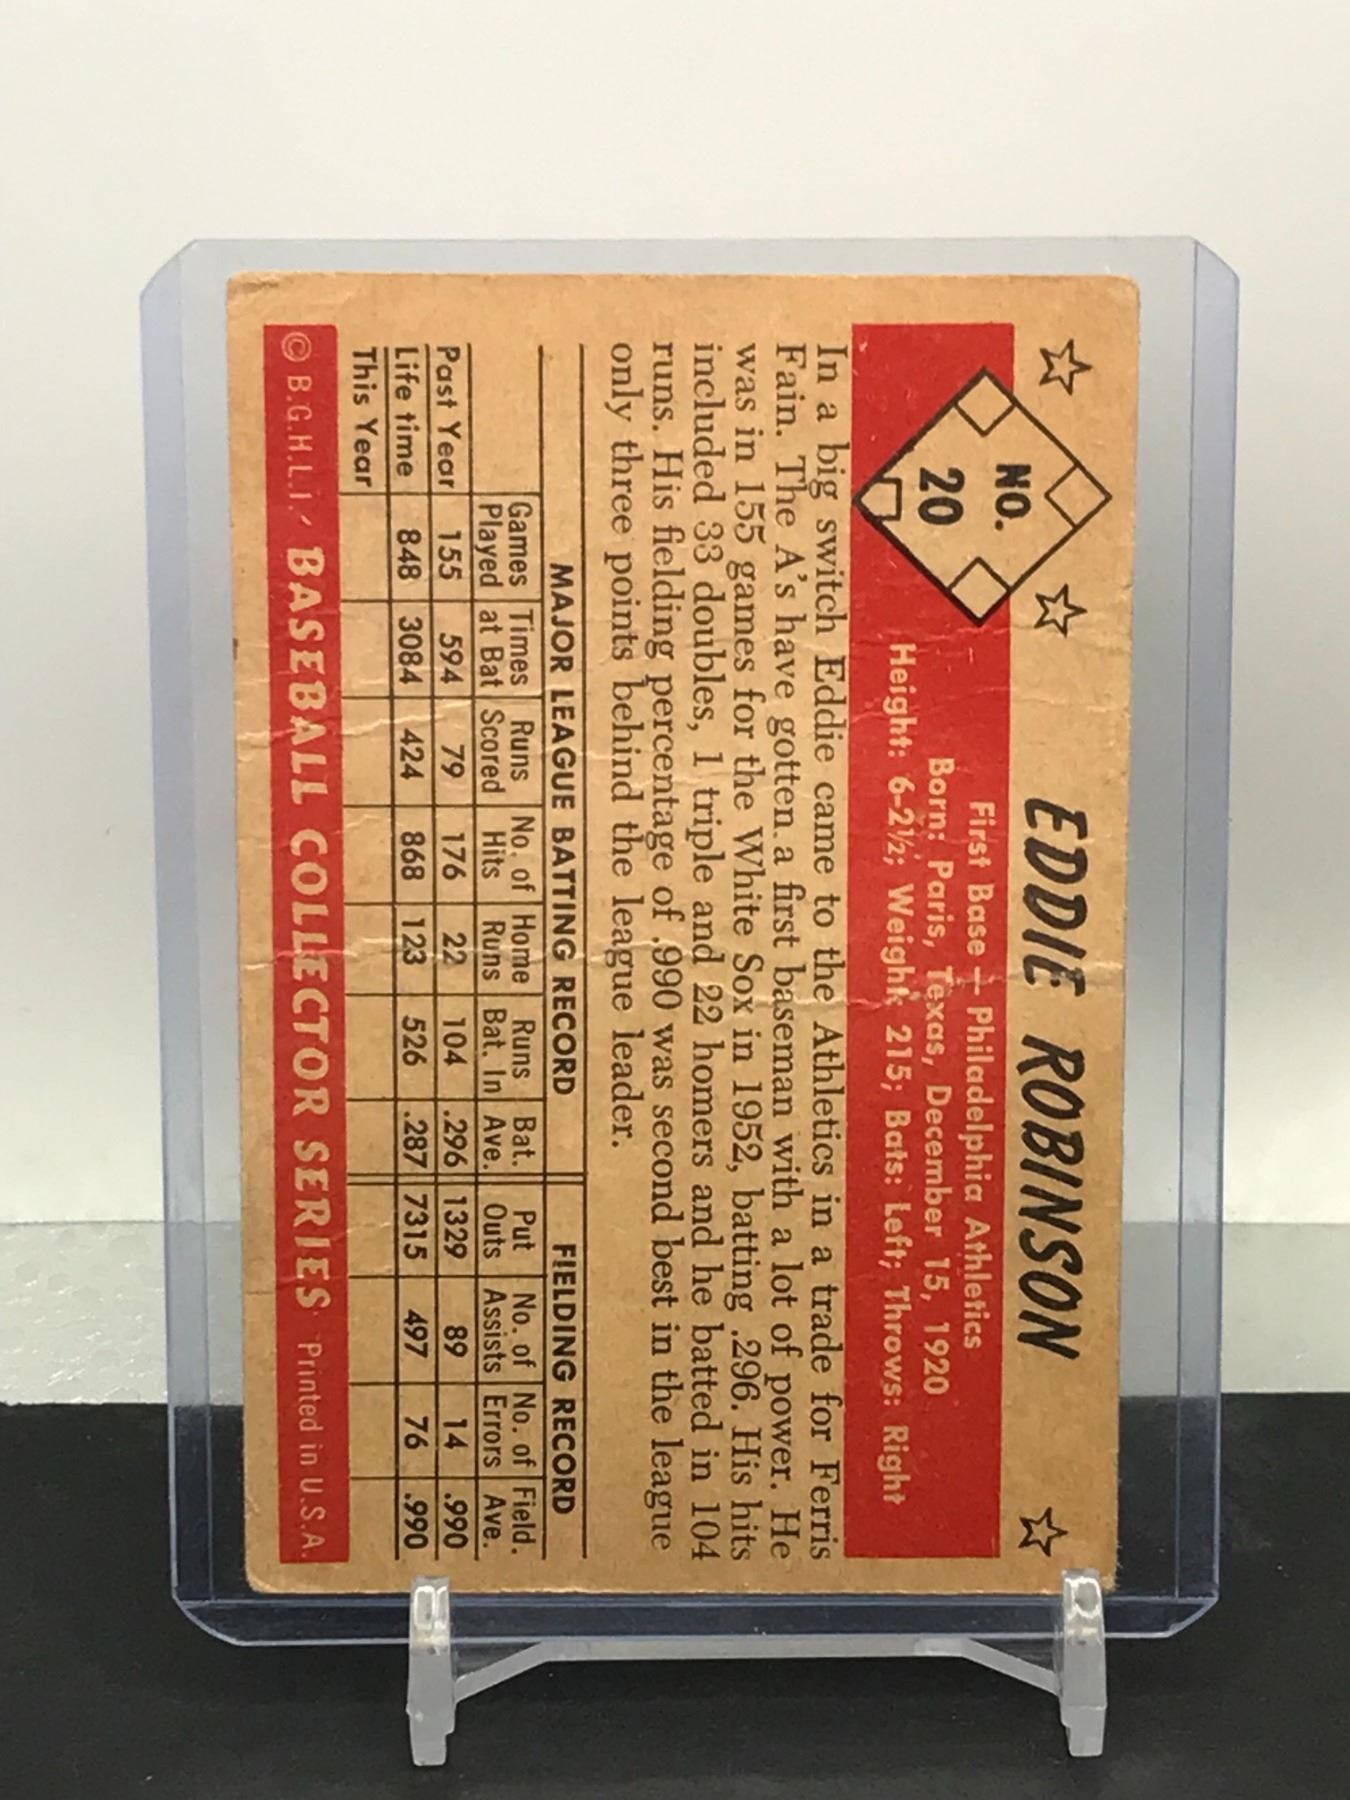 EDDIE ROBINSON
NO.
20
First Base — Philadelphia Athletics
Born: Paris, Texas, December 15, 1920
Height: 6-2½; Weight: 215; Bats: Left; Throws: Right
In a big switch Eddie came to the Athletics in a trade for Ferris
Fain. The A's have gotten a first baseman with a lot of power. He
was in 155 games for the White Sox in 1952, batting .296. His hits
included 33 doubles, 1 triple and 22 homers and he batted in 104
runs. His fielding percentage of .990 was second best in the league
only three points behind the league leader.
MAJOR LEAGUE BATTING RECORD FIELDING RECORD
Games Times Runs No. of Home Runs Bat. Put No. of No. of Field.
Played at Bat Scored Hits Runs Bat. In Ave. Outs Assists Errors Ave.
Past Year 155 594 79 176 22 104 .296 1329 89 14 .990
Life time 848 3084 424 868 123 526 .287 7315 497 76 .990
This Year
© B.G.H.L.I. BASEBALL COLLECTOR SERIES Printed in U.S.A.